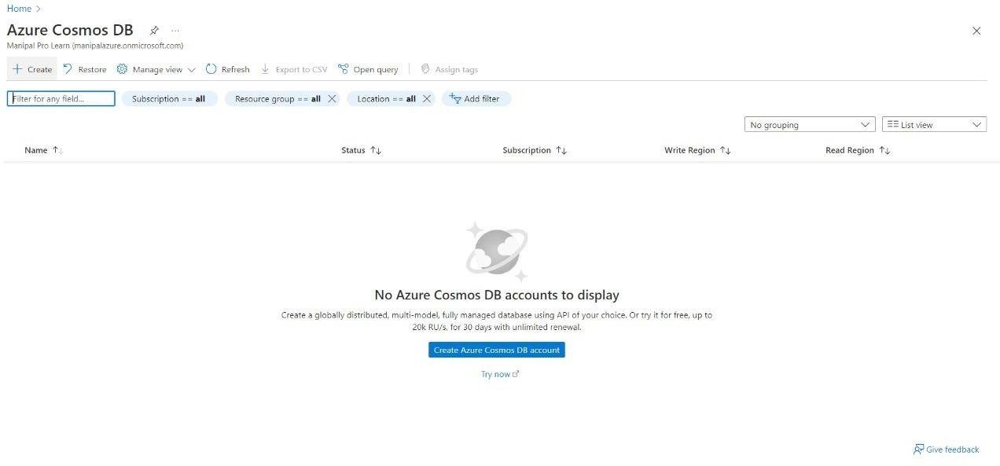 Home
Azure Cosmos DB ...
Manipal Pro Learn (manipalazure.onmicrosoft.com)
Create Restore Manage view Refresh Export to CSV Open query Assign tags
Filter for any field... Subscription == all Resource group == all Location == all Add filter
No grouping List view
Name Status Subscription Write Region Read Region
No Azure Cosmos DB accounts to display
Create a globally distributed, multi-model, fully managed database using API of your choice. Or try it for free, up to
20k RU/s, for 30 days with unlimited renewal.
Create Azure Cosmos DB account
Try now
Give feedback